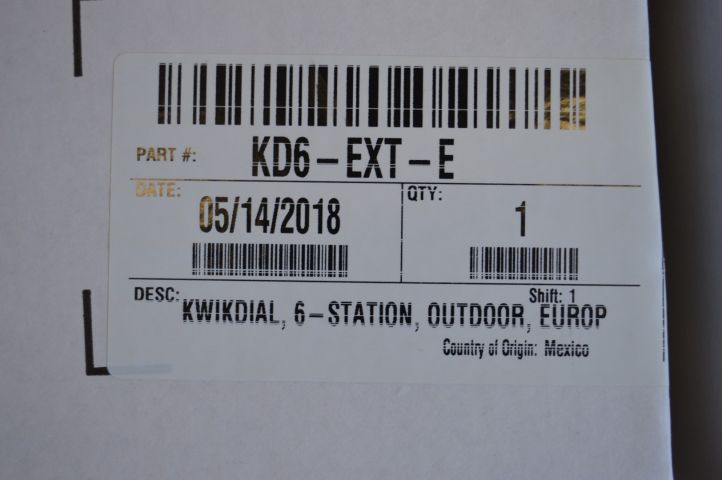 PART #: KD6-EXT-E
DATE: 05/14/2018
QTY: 1
DESC: KWIKDIAL, 6-STATION, OUTDOOR, EUROP
Shift: 1
Country of Origin: Mexico